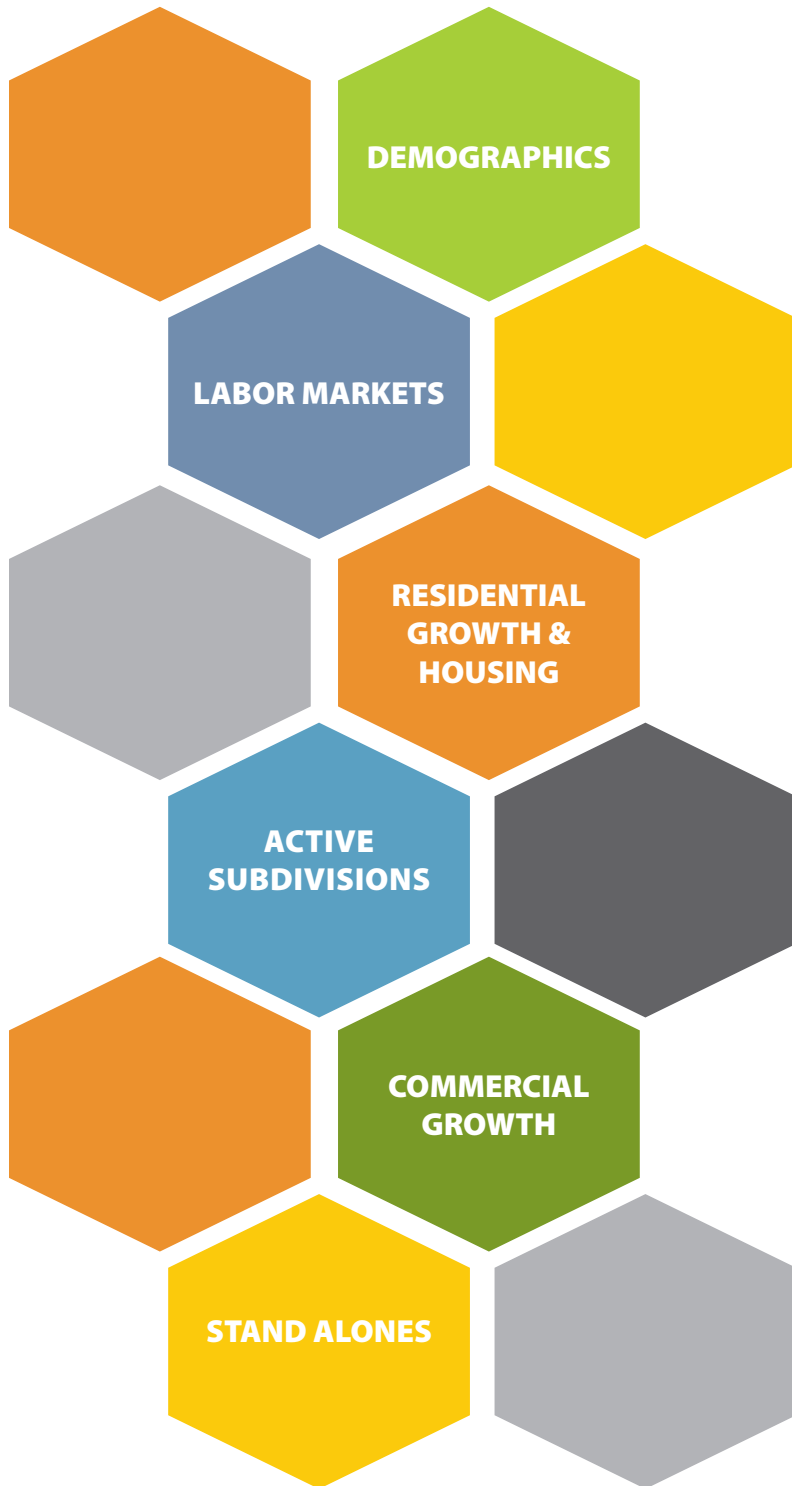 DEMOGRAPHICS
LABOR MARKETS
RESIDENTIAL
GROWTH &
HOUSING
ACTIVE
SUBDIVISIONS
COMMERCIAL
GROWTH
STAND ALONES